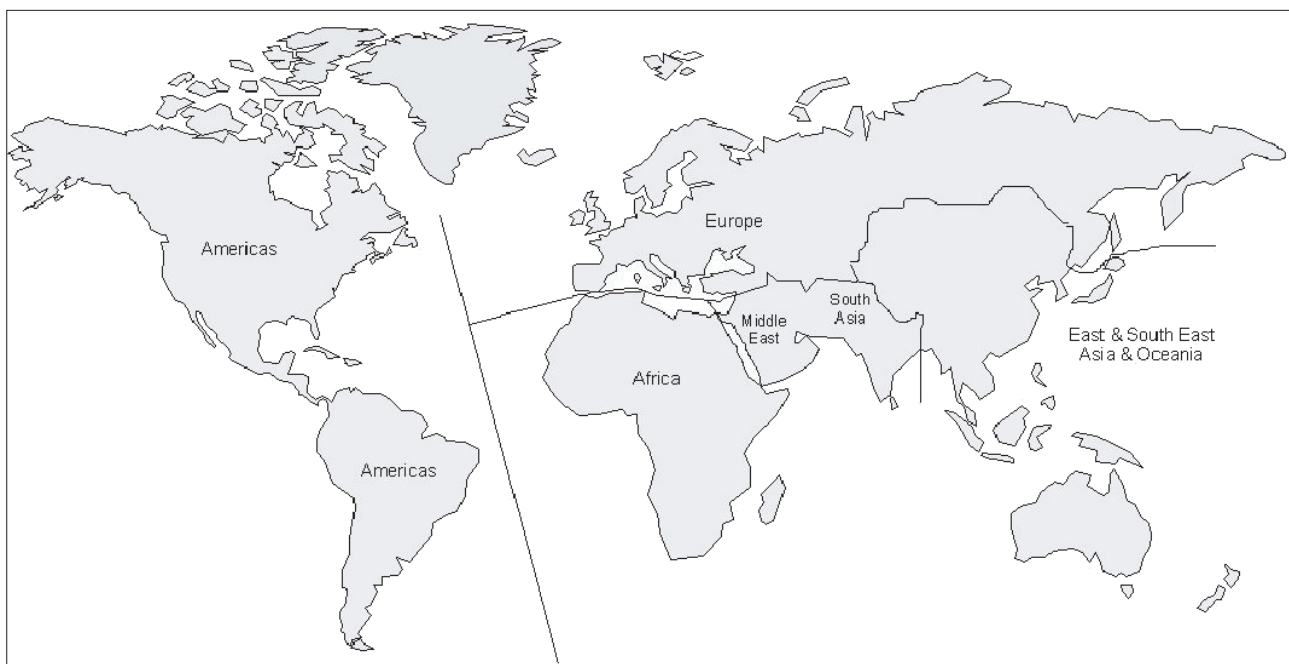 Americas
Europe
South
Asia
Middle
East
East & South East
Asia & Oceania
Africa
Americas